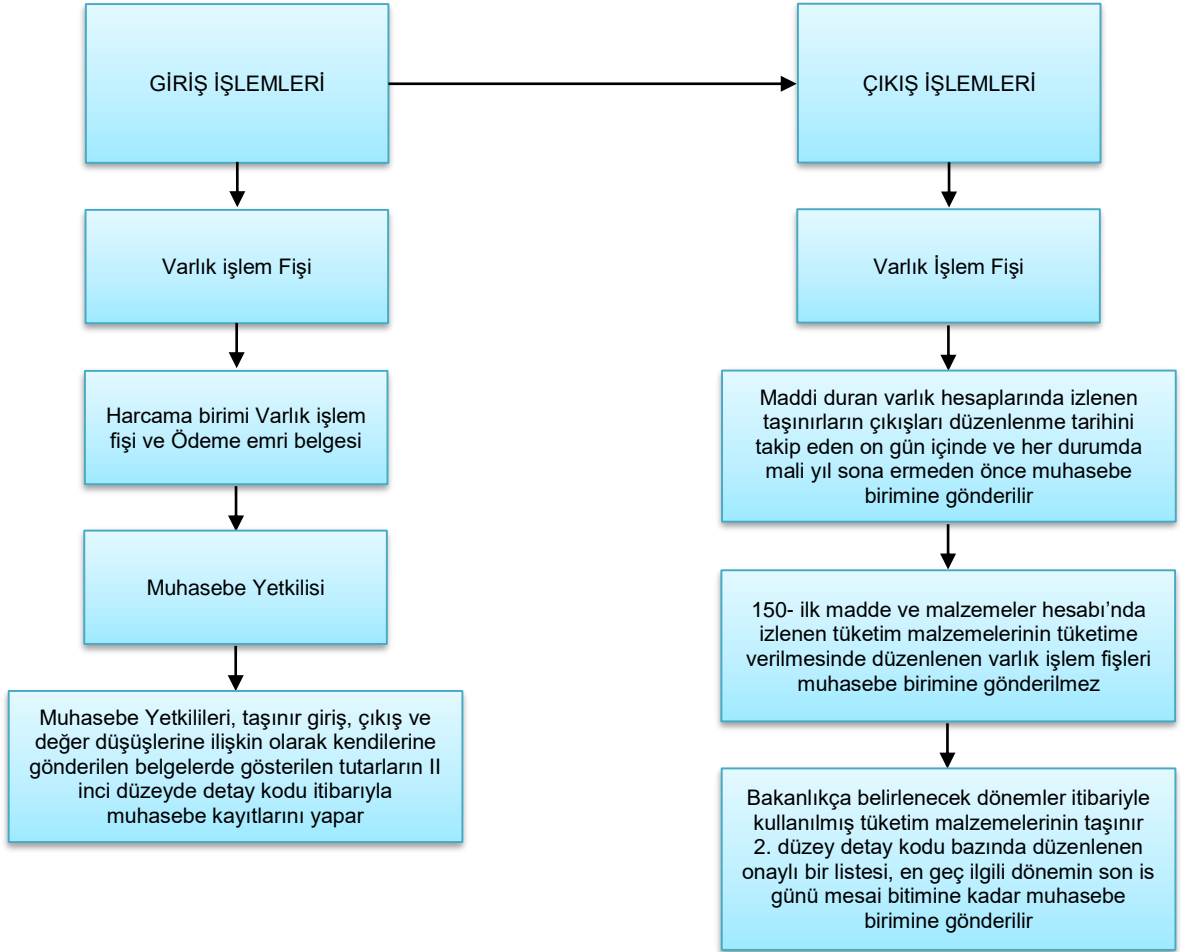 GİRİŞ İŞLEMLERİ
ÇIKIŞ İŞLEMLERİ
Varlık işlem Fişi
Varlık İşlem Fişi
Harcama birimi Varlık işlem
fişi ve Ödeme emri belgesi
Maddi duran varlık hesaplarında izlenen
taşınırların çıkışları düzenlenme tarihini
takip eden on gün içinde ve her durumda
mali yıl sona ermeden önce muhasebe
birimine gönderilir
Muhasebe Yetkilisi
150- ilk madde ve malzemeler hesabı’nda
izlenen tüketim malzemelerinin tüketime
verilmesinde düzenlenen varlık işlem fişleri
muhasebe birimine gönderilmez
Muhasebe Yetkilileri, taşınır giriş, çıkış ve
değer düşüşlerine ilişkin olarak kendilerine
gönderilen belgelerde gösterilen tutarların II
inci düzeyde detay kodu itibarıyla
muhasebe kayıtlarını yapar
Bakanlıkça belirlenecek dönemler itibariyle
kullanılmış tüketim malzemelerinin taşınır
2. düzey detay kodu bazında düzenlenen
onaylı bir listesi, en geç ilgili dönemin son is
günü mesai bitimine kadar muhasebe
birimine gönderilir